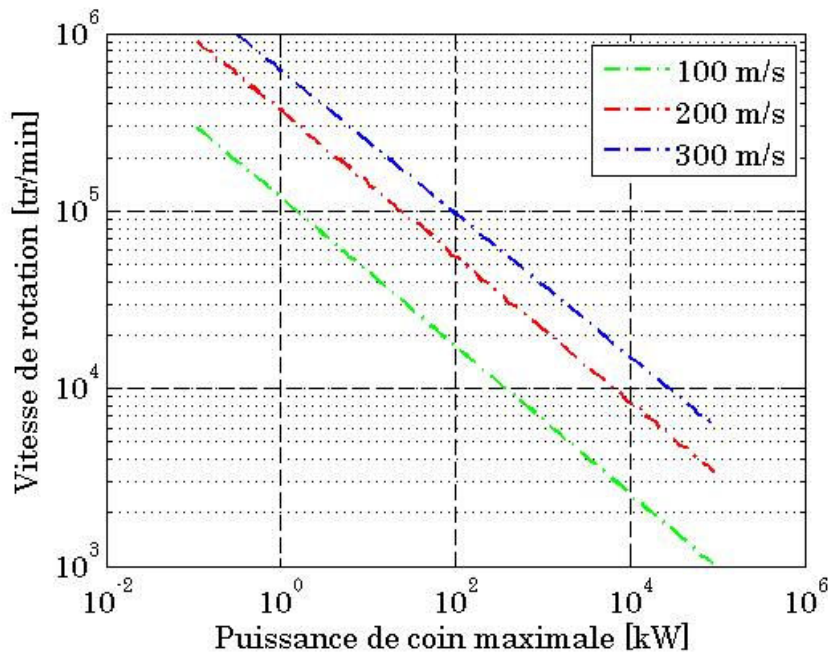 Vitesse de rotation [tr/min]
10^6
10^5
10^4
10^3
100 m/s
200 m/s
300 m/s
10^-2
10^0
10^2
10^4
10^6
Puissance de coin maximale [kW]